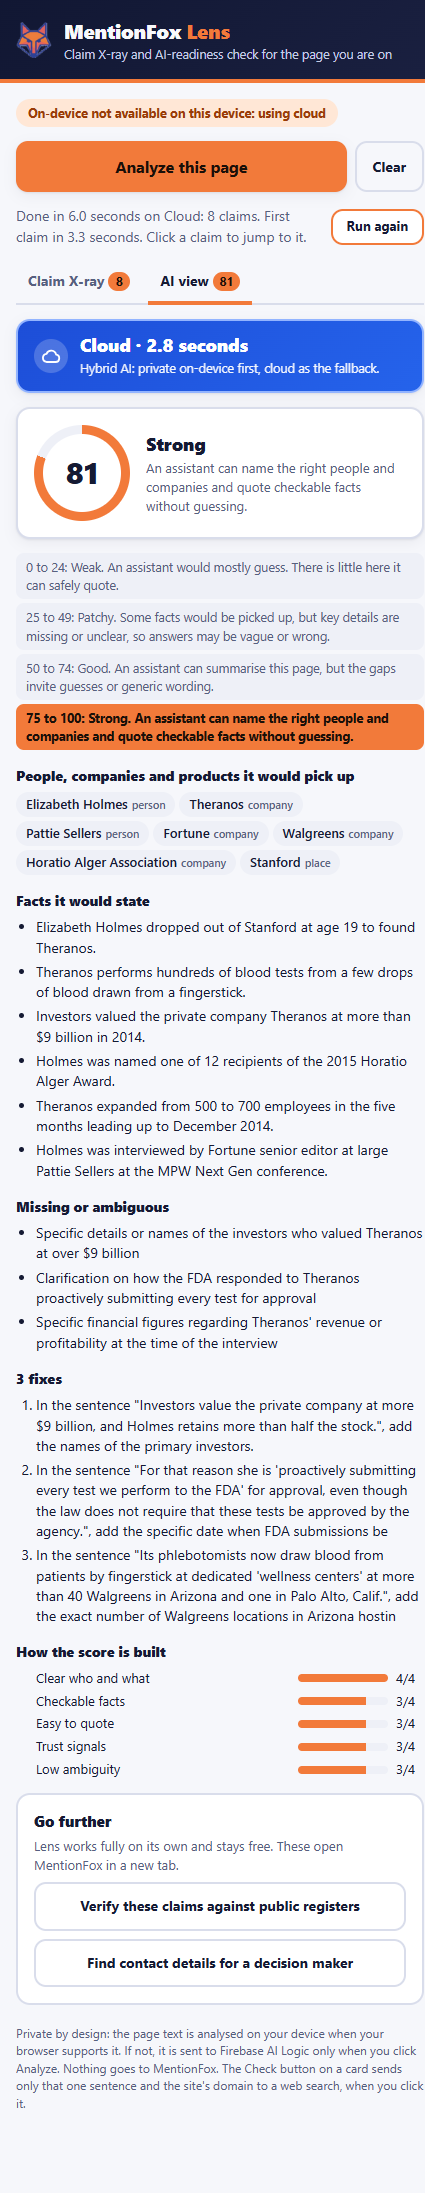 MentionFox Lens
Claim X-ray and AI-readiness check for the page you are on
On-device not available on this device: using cloud
Analyze this page
Clear
Done in 6.0 seconds on Cloud: 8 claims. First
claim in 3.3 seconds. Click a claim to jump to it.
Run again
Claim X-ray 8
AI view 81
Cloud · 2.8 seconds
Hybrid AI: private on-device first, cloud as the fallback.
81
Strong
An assistant can name the right people and
companies and quote checkable facts
without guessing.
0 to 24: Weak. An assistant would mostly guess. There is little here it
can safely quote.
25 to 49: Patchy. Some facts would be picked up, but key details are
missing or unclear, so answers may be vague or wrong.
50 to 74: Good. An assistant can summarise this page, but the gaps
invite guesses or generic wording.
75 to 100: Strong. An assistant can name the right people and
companies and quote checkable facts without guessing.
People, companies and products it would pick up
Elizabeth Holmes person
Theranos company
Pattie Sellers person
Fortune company
Walgreens company
Horatio Alger Association company
Stanford place
Facts it would state
• Elizabeth Holmes dropped out of Stanford at age 19 to found
Theranos.
• Theranos performs hundreds of blood tests from a few drops
of blood drawn from a fingerstick.
• Investors valued the private company Theranos at more than
$9 billion in 2014.
• Holmes was named one of 12 recipients of the 2015 Horatio
Alger Award.
• Theranos expanded from 500 to 700 employees in the five
months leading up to December 2014.
• Holmes was interviewed by Fortune senior editor at large
Pattie Sellers at the MPW Next Gen conference.
Missing or ambiguous
• Specific details or names of the investors who valued Theranos
at over $9 billion
• Clarification on how the FDA responded to Theranos
proactively submitting every test for approval
• Specific financial figures regarding Theranos' revenue or
profitability at the time of the interview
3 fixes
1. In the sentence "Investors value the private company at more
$9 billion, and Holmes retains more than half the stock.", add
the names of the primary investors.
2. In the sentence "For that reason she is 'proactively submitting
every test we perform to the FDA' for approval, even though
the law does not require that these tests be approved by the
agency.", add the specific date when FDA submissions be
3. In the sentence "Its phlebotomists now draw blood from
patients by fingerstick at dedicated 'wellness centers' at more
than 40 Walgreens in Arizona and one in Palo Alto, Calif.", add
the exact number of Walgreens locations in Arizona hostin
How the score is built
Clear who and what 4/4
Checkable facts 3/4
Easy to quote 3/4
Trust signals 3/4
Low ambiguity 3/4
Go further
Lens works fully on its own and stays free. These open
MentionFox in a new tab.
Verify these claims against public registers
Find contact details for a decision maker
Private by design: the page text is analysed on your device when your
browser supports it. If not, it is sent to Firebase AI Logic only when you click
Analyze. Nothing goes to MentionFox. The Check button on a card sends
only that one sentence and the site's domain to a web search, when you click
it.